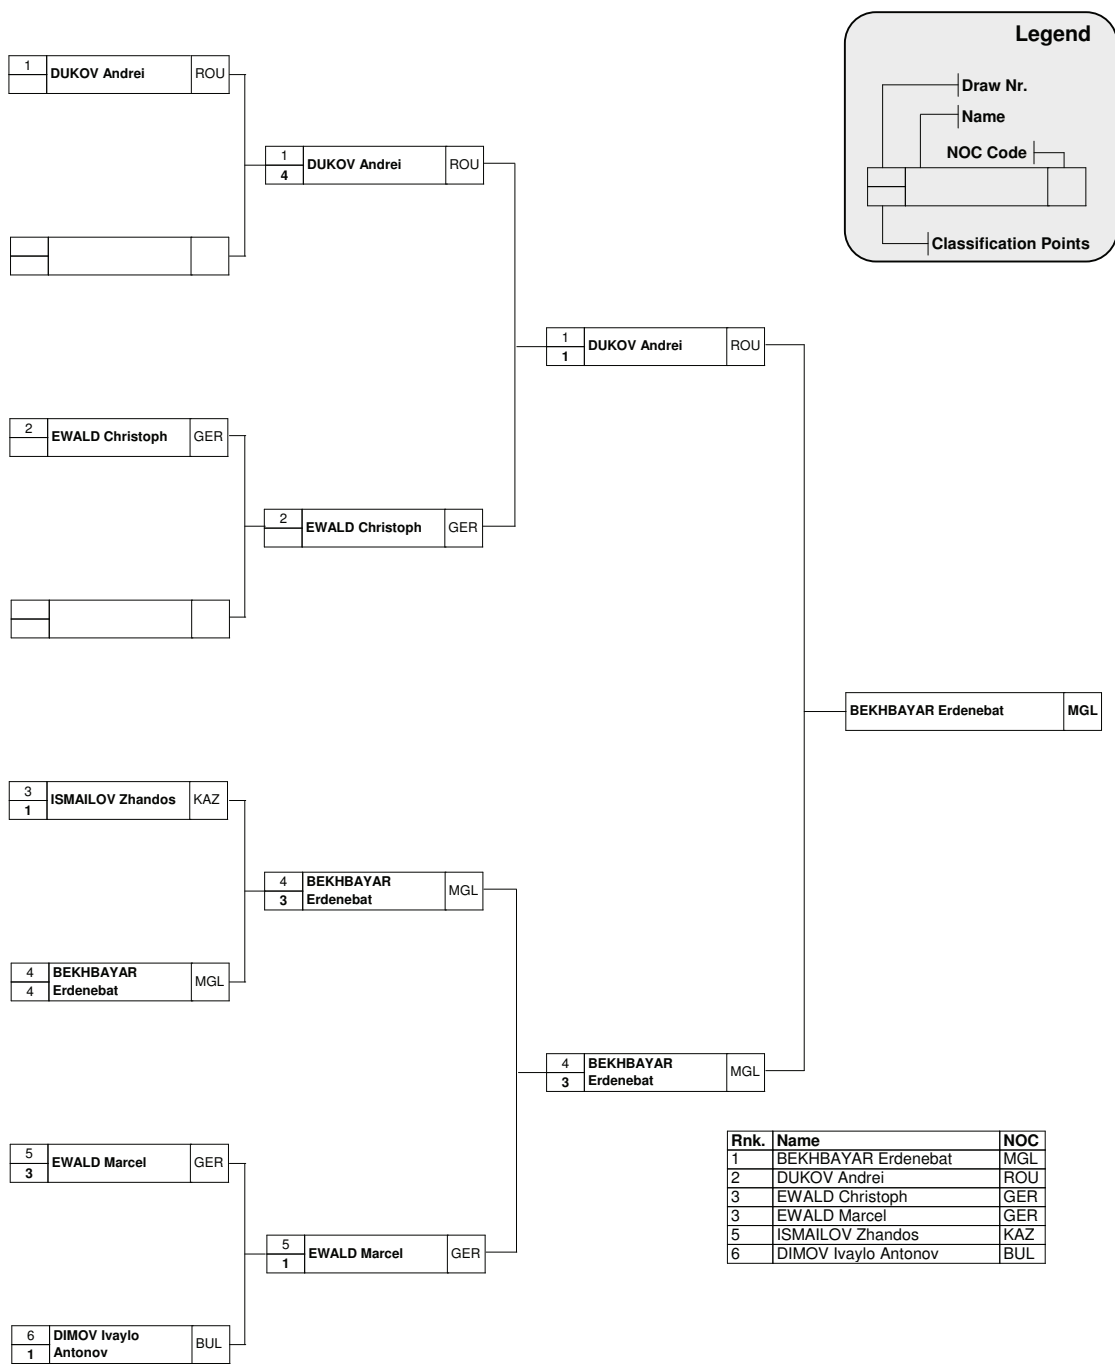 Legend
Draw Nr.
Name
NOC Code
Classification Points
1
DUKOV Andrei
ROU
1
4
DUKOV Andrei
ROU
1
1
DUKOV Andrei
ROU
2
EWALD Christoph
GER
2
EWALD Christoph
GER
BEKHBAYAR Erdenebat
MGL
3
1
ISMAILOV Zhandos
KAZ
4
3
BEKHBAYAR
Erdenebat
MGL
4
4
BEKHBAYAR
Erdenebat
MGL
4
3
BEKHBAYAR
Erdenebat
MGL
5
3
EWALD Marcel
GER
5
1
EWALD Marcel
GER
6
1
DIMOV Ivaylo
Antonov
BUL
Rnk. Name NOC
1 BEKHBAYAR Erdenebat MGL
2 DUKOV Andrei ROU
3 EWALD Christoph GER
3 EWALD Marcel GER
5 ISMAILOV Zhandos KAZ
6 DIMOV Ivaylo Antonov BUL